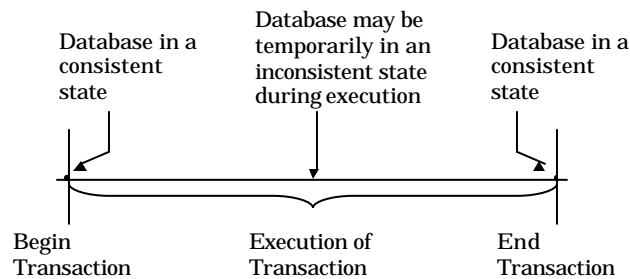 Database in a
consistent
state
Database may be
temporarily in an
inconsistent state
during execution
Database in a
consistent
state
Begin
Transaction
Execution of
Transaction
End
Transaction